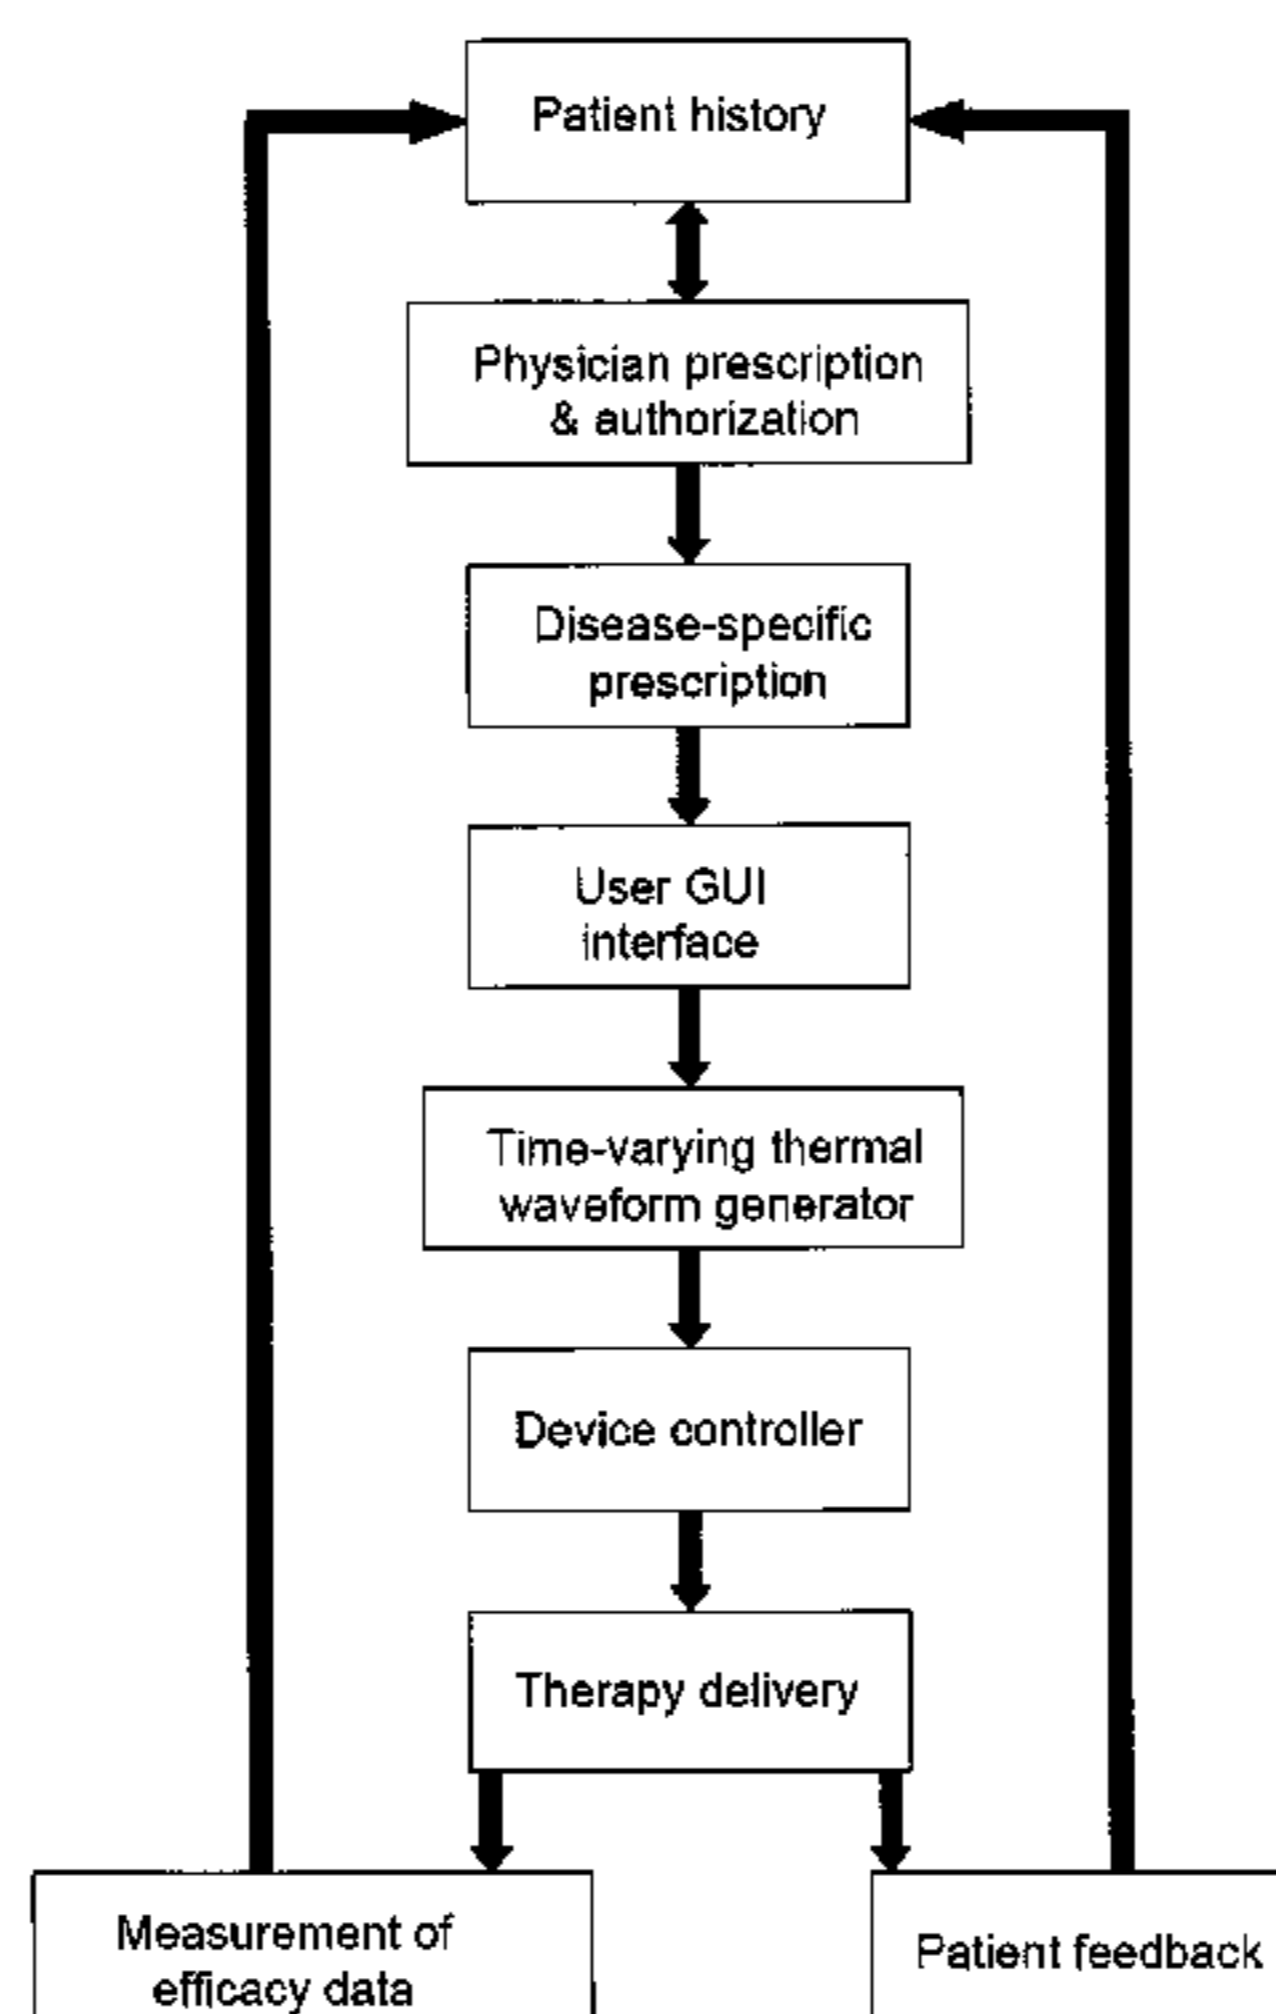 Patient history
Physician prescription
& authorization
Disease-specific
prescription
User GUI
interface
Time-varying thermal
waveform generator
Device controller
Therapy delivery
Measurement of
efficacy data
Patient feedback